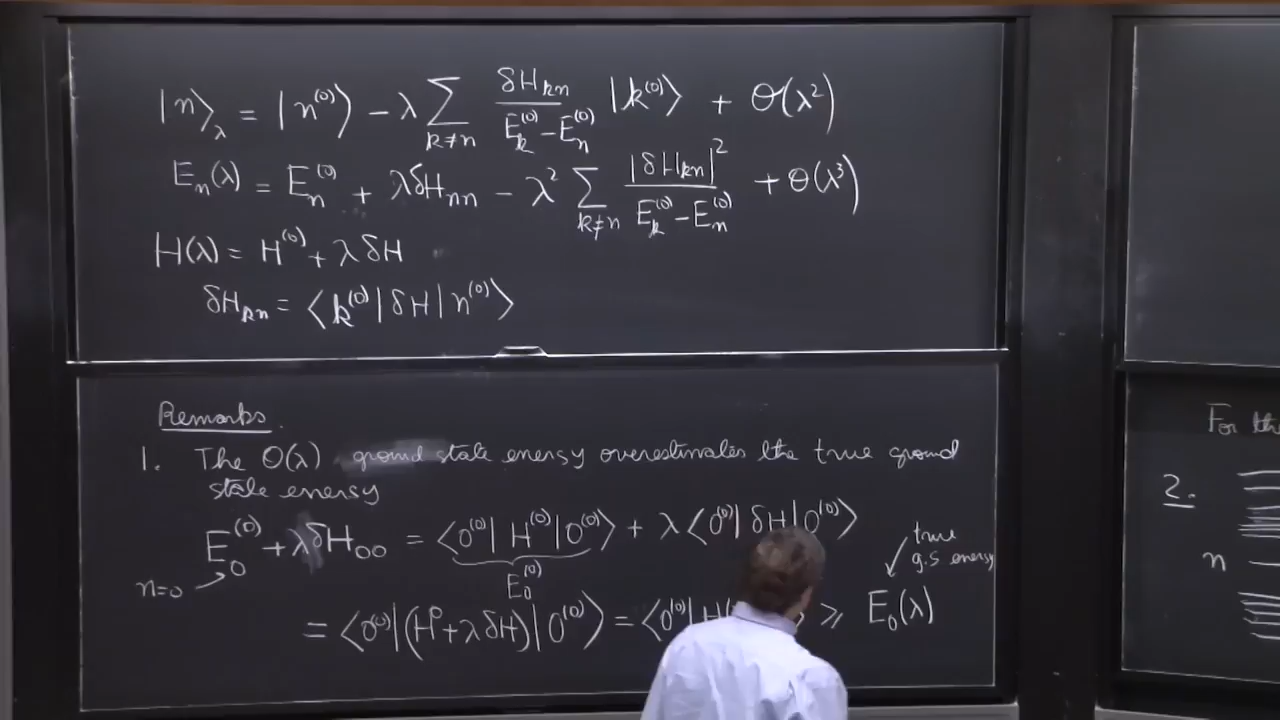 |n⟩_λ = |n^(0)⟩ - λ Σ_{k≠n} δH_kn / (E_k^(0) - E_n^(0)) |k^(0)⟩ + O(λ²)
E_n(λ) = E_n^(0) + λδH_nn - λ² Σ_{k≠n} |δH_kn|² / (E_k^(0) - E_n^(0)) + O(λ³)
H(λ) = H^(0) + λ δH
δH_kn = ⟨k^(0)| δH | n^(0)⟩
Remarks.
1. The O(λ) ground state energy overestimates the true ground
state energy
E_0^(0) + λδH_00 = ⟨0^(0)| H^(0) |0^(0)⟩ + λ ⟨0^(0)| δH |0^(0)⟩
n=0
E_0^(0)
true
g.s energy
= ⟨0^(0)|(H^0 + λ δH)|0^(0)⟩ = ⟨0^(0)| H ⟩ ≥ E_0(λ)
For the
2.
n